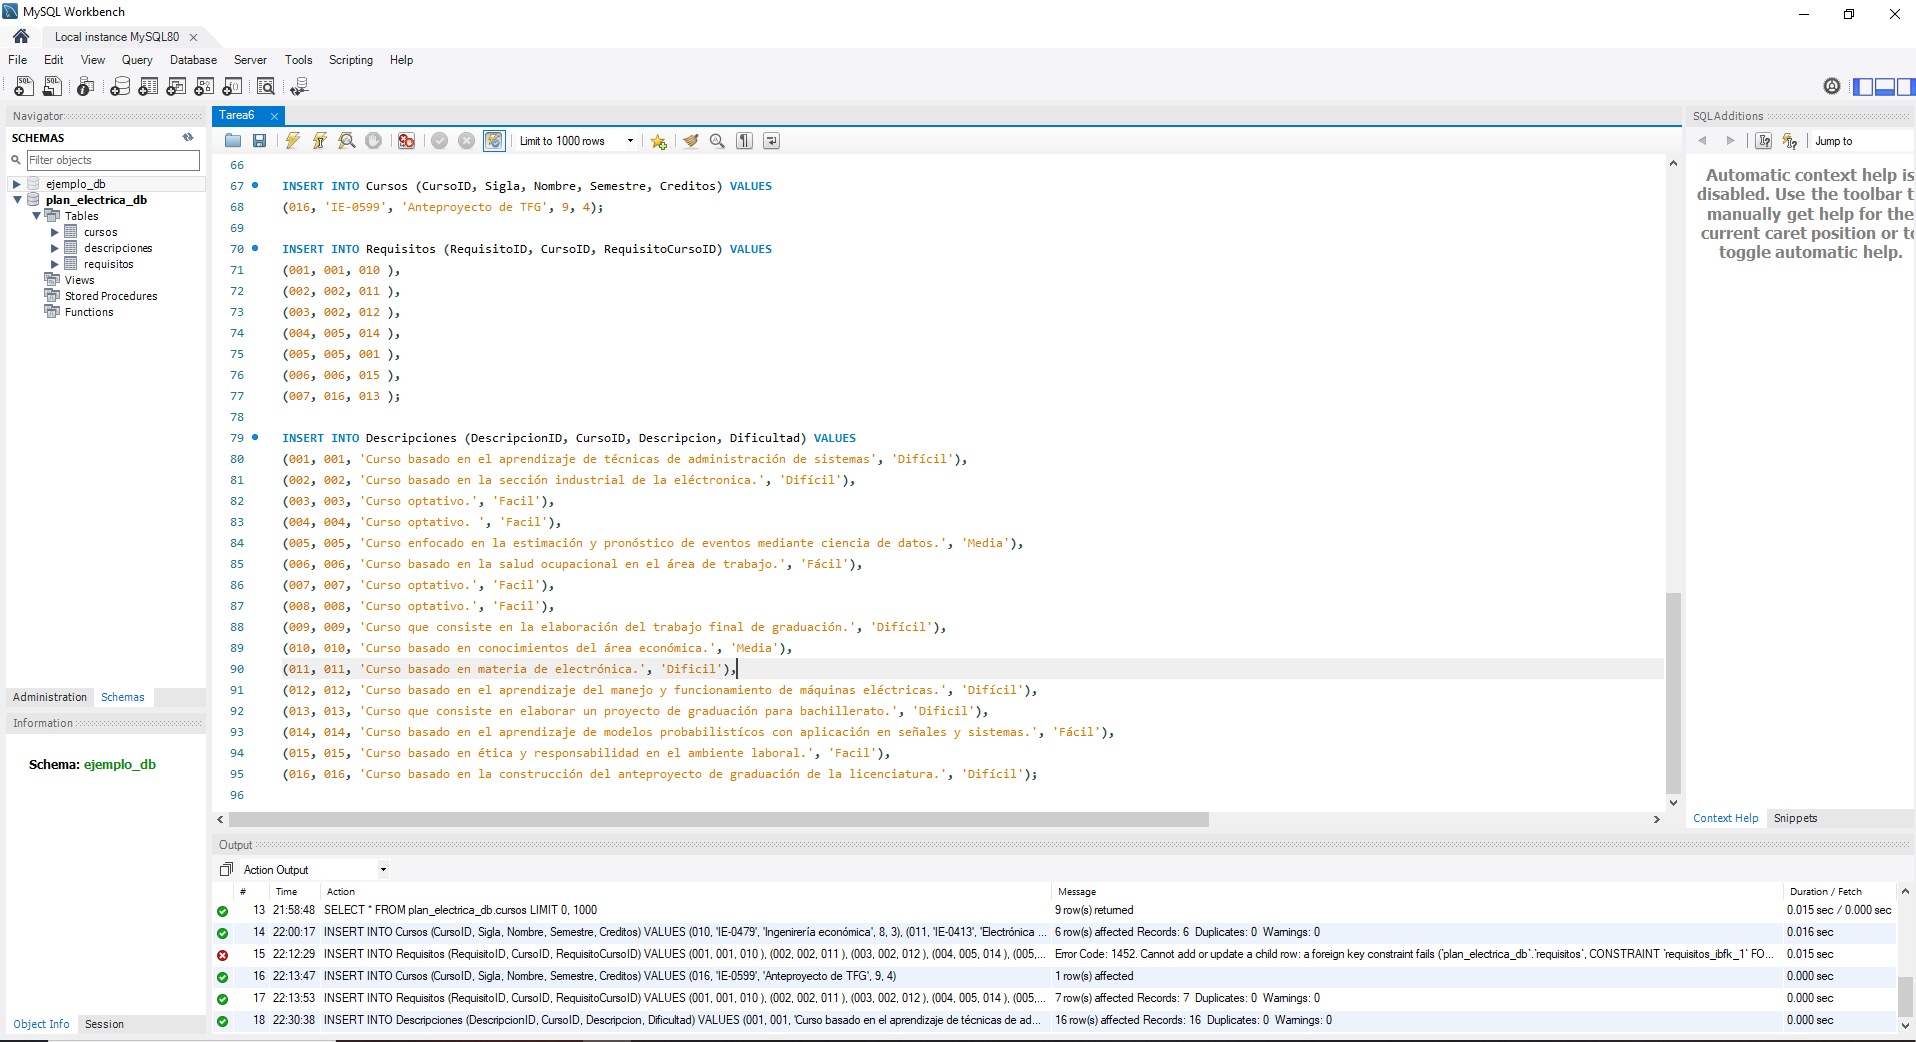 MySQL Workbench
Local instance MySQL80
File Edit View Query Database Server Tools Scripting Help
Navigator
SCHEMAS
Filter objects
ejemplo_db
plan_electrica_db
Tables
cursos
descripciones
requisitos
Views
Stored Procedures
Functions
Administration Schemas
Information
Schema: ejemplo_db
Object Info Session
Tarea6
Limit to 1000 rows
66
67 INSERT INTO Cursos (CursoID, Sigla, Nombre, Semestre, Creditos) VALUES
68 (016, 'IE-0599', 'Anteproyecto de TFG', 9, 4);
69
70 INSERT INTO Requisitos (RequisitoID, CursoID, RequisitoCursoID) VALUES
71 (001, 001, 010 ),
72 (002, 002, 011 ),
73 (003, 002, 012 ),
74 (004, 005, 014 ),
75 (005, 005, 001 ),
76 (006, 006, 015 ),
77 (007, 016, 013 );
78
79 INSERT INTO Descripciones (DescripcionID, CursoID, Descripcion, Dificultad) VALUES
80 (001, 001, 'Curso basado en el aprendizaje de técnicas de administración de sistemas', 'Difícil'),
81 (002, 002, 'Curso basado en la sección industrial de la eléctronica.', 'Difícil'),
82 (003, 003, 'Curso optativo.', 'Facil'),
83 (004, 004, 'Curso optativo. ', 'Facil'),
84 (005, 005, 'Curso enfocado en la estimación y pronóstico de eventos mediante ciencia de datos.', 'Media'),
85 (006, 006, 'Curso basado en la salud ocupacional en el área de trabajo.', 'Fácil'),
86 (007, 007, 'Curso optativo.', 'Facil'),
87 (008, 008, 'Curso optativo.', 'Facil'),
88 (009, 009, 'Curso que consiste en la elaboración del trabajo final de graduación.', 'Difícil'),
89 (010, 010, 'Curso basado en conocimientos del área económica.', 'Media'),
90 (011, 011, 'Curso basado en materia de electrónica.', 'Dificil'),
91 (012, 012, 'Curso basado en el aprendizaje del manejo y funcionamiento de máquinas eléctricas.', 'Difícil'),
92 (013, 013, 'Curso que consiste en elaborar un proyecto de graduación para bachillerato.', 'Dificil'),
93 (014, 014, 'Curso basado en el aprendizaje de modelos probabilistícos con aplicación en señales y sistemas.', 'Fácil'),
94 (015, 015, 'Curso basado en ética y responsabilidad en el ambiente laboral.', 'Facil'),
95 (016, 016, 'Curso basado en la construcción del anteproyecto de graduación de la licenciatura.', 'Difícil');
96
SQLAdditions
Jump to
Automatic context help is
disabled. Use the toolbar t
manually get help for the
current caret position or to
toggle automatic help.
Context Help Snippets
Output
Action Output
# Time Action Message Duration / Fetch
13 21:58:48 SELECT * FROM plan_electrica_db.cursos LIMIT 0, 1000 9 row(s) returned 0.015 sec / 0.000 sec
14 22:00:17 INSERT INTO Cursos (CursoID, Sigla, Nombre, Semestre, Creditos) VALUES (010, 'IE-0479', 'Ingenirería económica', 8, 3), (011, 'IE-0413', 'Electrónica ... 6 row(s) affected Records: 6 Duplicates: 0 Warnings: 0 0.016 sec
15 22:12:29 INSERT INTO Requisitos (RequisitoID, CursoID, RequisitoCursoID) VALUES (001, 001, 010 ), (002, 002, 011 ), (003, 002, 012 ), (004, 005, 014 ), (005,... Error Code: 1452. Cannot add or update a child row: a foreign key constraint fails (`plan_electrica_db`.`requisitos`, CONSTRAINT `requisitos_ibfk_1` FO... 0.015 sec
16 22:13:47 INSERT INTO Cursos (CursoID, Sigla, Nombre, Semestre, Creditos) VALUES (016, 'IE-0599', 'Anteproyecto de TFG', 9, 4) 1 row(s) affected 0.000 sec
17 22:13:53 INSERT INTO Requisitos (RequisitoID, CursoID, RequisitoCursoID) VALUES (001, 001, 010 ), (002, 002, 011 ), (003, 002, 012 ), (004, 005, 014 ), (005,... 7 row(s) affected Records: 7 Duplicates: 0 Warnings: 0 0.000 sec
18 22:30:38 INSERT INTO Descripciones (DescripcionID, CursoID, Descripcion, Dificultad) VALUES (001, 001, 'Curso basado en el aprendizaje de técnicas de ad... 16 row(s) affected Records: 16 Duplicates: 0 Warnings: 0 0.000 sec